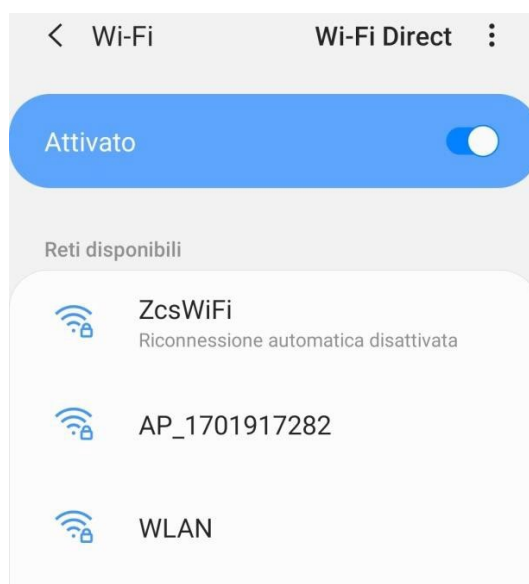 Wi-Fi Wi-Fi Direct
Attivato
Reti disponibili
ZcsWiFi
Riconnessione automatica disattivata
AP_1701917282
WLAN